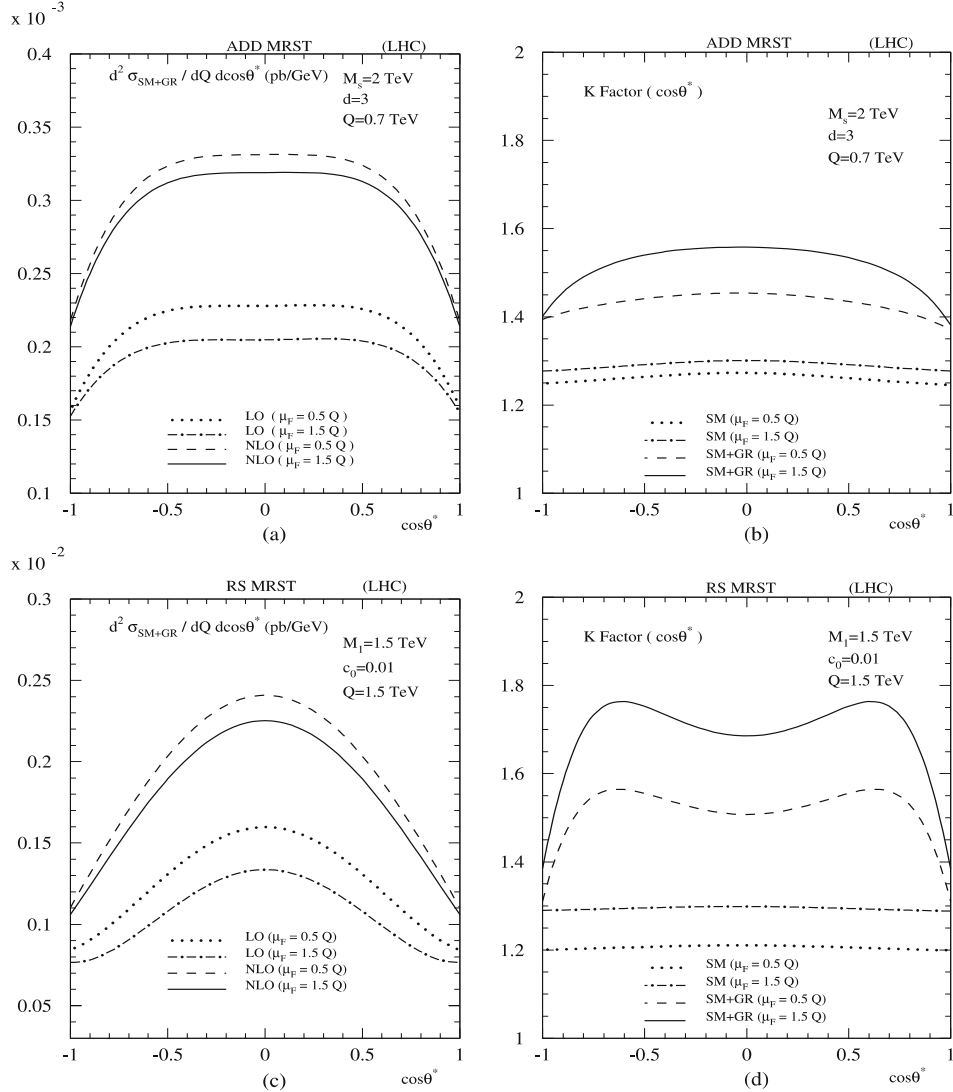 x 10 -3
ADD MRST (LHC)
d² σ_SM+GR / dQ dcosθ* (pb/GeV)
M_s=2 TeV
d=3
Q=0.7 TeV
0.4
0.35
0.3
0.25
0.2
0.15
0.1
LO ( μ_F = 0.5 Q )
LO ( μ_F = 1.5 Q )
NLO ( μ_F = 0.5 Q )
NLO ( μ_F = 1.5 Q )
-1 -0.5 0 0.5 1
cosθ*
(a)
ADD MRST (LHC)
K Factor ( cosθ* )
M_s=2 TeV
d=3
Q=0.7 TeV
2
1.8
1.6
1.4
1.2
1
SM (μ_F = 0.5 Q)
SM (μ_F = 1.5 Q)
SM+GR (μ_F = 0.5 Q)
SM+GR (μ_F = 1.5 Q)
-1 -0.5 0 0.5 1
cosθ*
(b)
x 10 -2
RS MRST (LHC)
d² σ_SM+GR / dQ dcosθ* (pb/GeV)
M_1=1.5 TeV
c_0=0.01
Q=1.5 TeV
0.3
0.25
0.2
0.15
0.1
0.05
LO (μ_F = 0.5 Q)
LO (μ_F = 1.5 Q)
NLO (μ_F = 0.5 Q)
NLO (μ_F = 1.5 Q)
-1 -0.5 0 0.5 1
cosθ*
(c)
RS MRST (LHC)
K Factor ( cosθ* )
M_1=1.5 TeV
c_0=0.01
Q=1.5 TeV
2
1.8
1.6
1.4
1.2
1
SM (μ_F = 0.5 Q)
SM (μ_F = 1.5 Q)
SM+GR (μ_F = 0.5 Q)
SM+GR (μ_F = 1.5 Q)
-1 -0.5 0 0.5 1
cosθ*
(d)